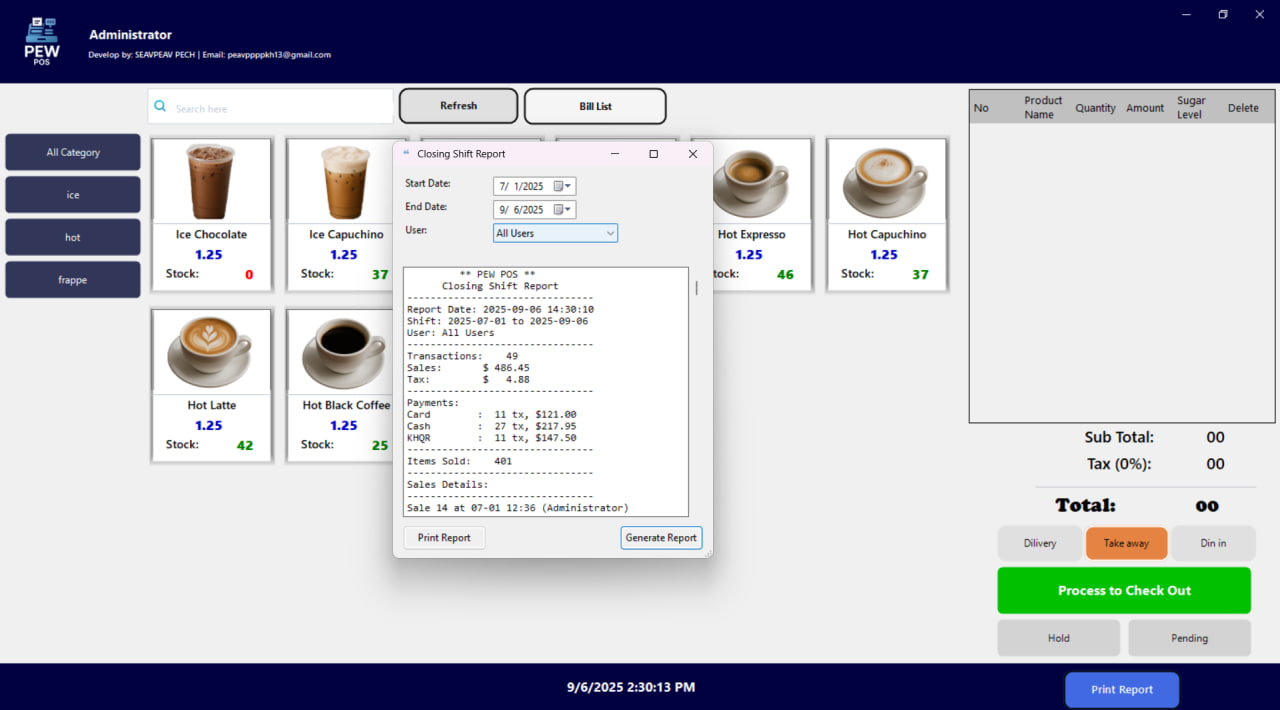 PEW
POS
Administrator
Develop by: SEAVPEAV PECH | Email: peavppppkh13@gmail.com
Search here
Refresh
Bill List
All Category
ice
hot
frappe
Ice Chocolate
1.25
Stock: 0
Ice Capuchino
1.25
Stock: 37
Hot Expresso
1.25
tock: 46
Hot Capuchino
1.25
Stock: 37
Hot Latte
1.25
Stock: 42
Hot Black Coffee
1.25
Stock: 25
Closing Shift Report
Start Date: 7/ 1/2025
End Date: 9/ 6/2025
User: All Users
** PEW POS **
Closing Shift Report
--------------------------------
Report Date: 2025-09-06 14:30:10
Shift: 2025-07-01 to 2025-09-06
User: All Users
--------------------------------
Transactions: 49
Sales: $ 486.45
Tax: $ 4.88
--------------------------------
Payments:
Card : 11 tx, $121.00
Cash : 27 tx, $217.95
KHQR : 11 tx, $147.50
--------------------------------
Items Sold: 401
--------------------------------
Sales Details:
--------------------------------
Sale 14 at 07-01 12:36 (Administrator)
Print Report
Generate Report
No Product Name Quantity Amount Sugar Level Delete
Sub Total: 00
Tax (0%): 00
Total: 00
Dilivery
Take away
Din in
Process to Check Out
Hold
Pending
9/6/2025 2:30:13 PM
Print Report